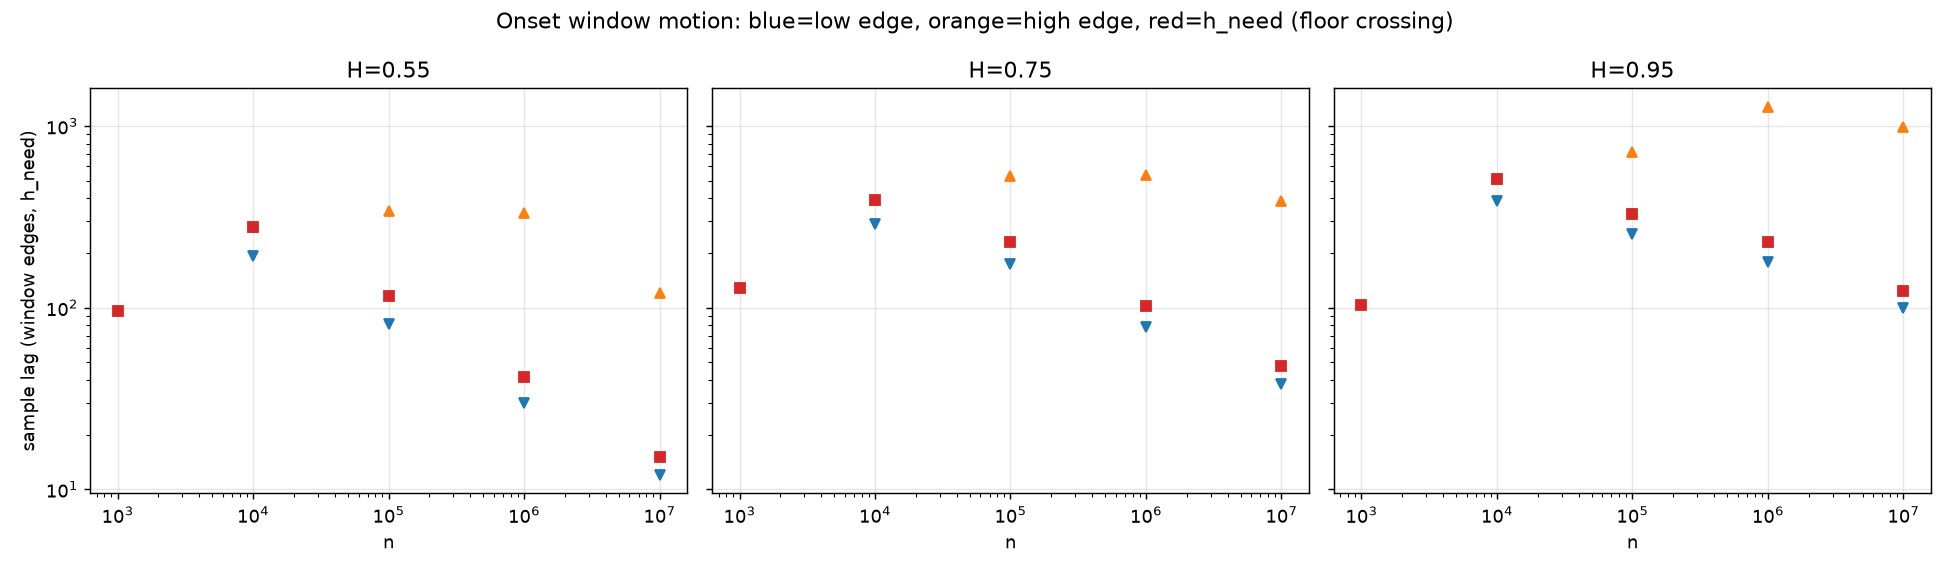 Onset window motion: blue=low edge, orange=high edge, red=h_need (floor crossing)
H=0.55
H=0.75
H=0.95
sample lag (window edges, h_need)
10³
10²
10¹
10³ 10⁴ 10⁵ 10⁶ 10⁷
10³ 10⁴ 10⁵ 10⁶ 10⁷
10³ 10⁴ 10⁵ 10⁶ 10⁷
n
n
n